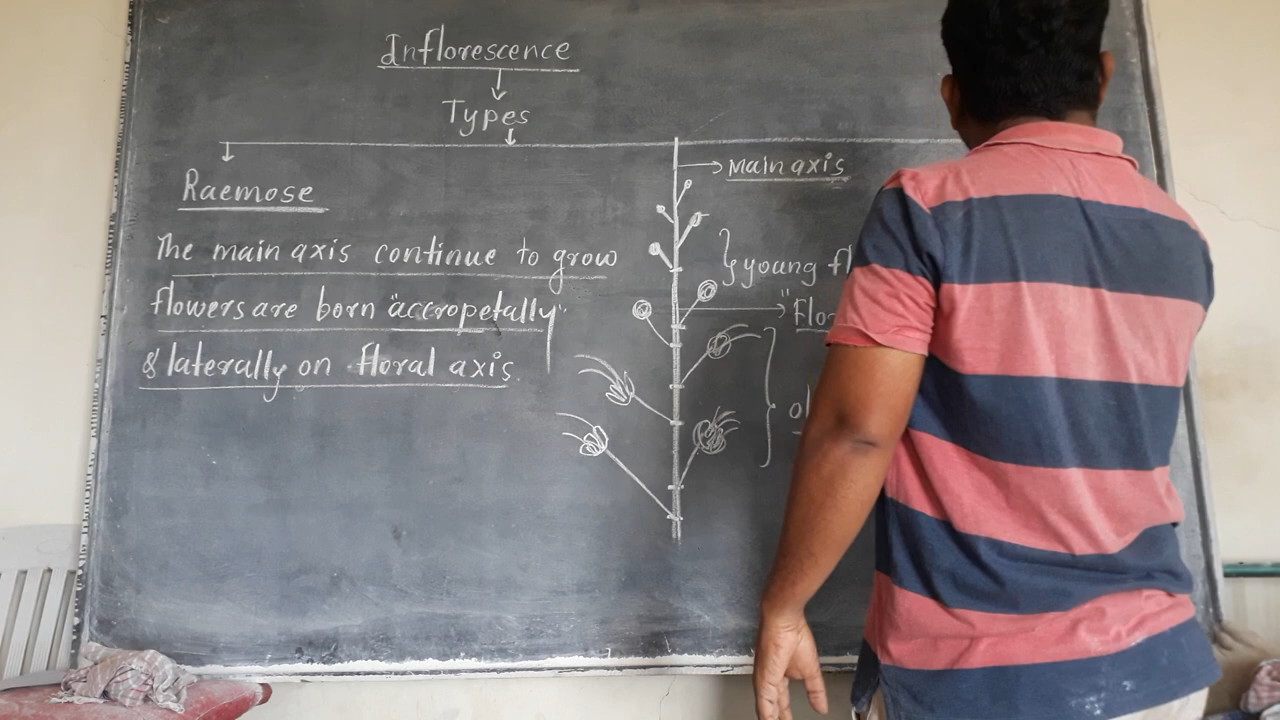 Inflorescence
Types
Raemose
The main axis continue to grow
flowers are born "accropetally"
& laterally on floral axis.
main axis
young